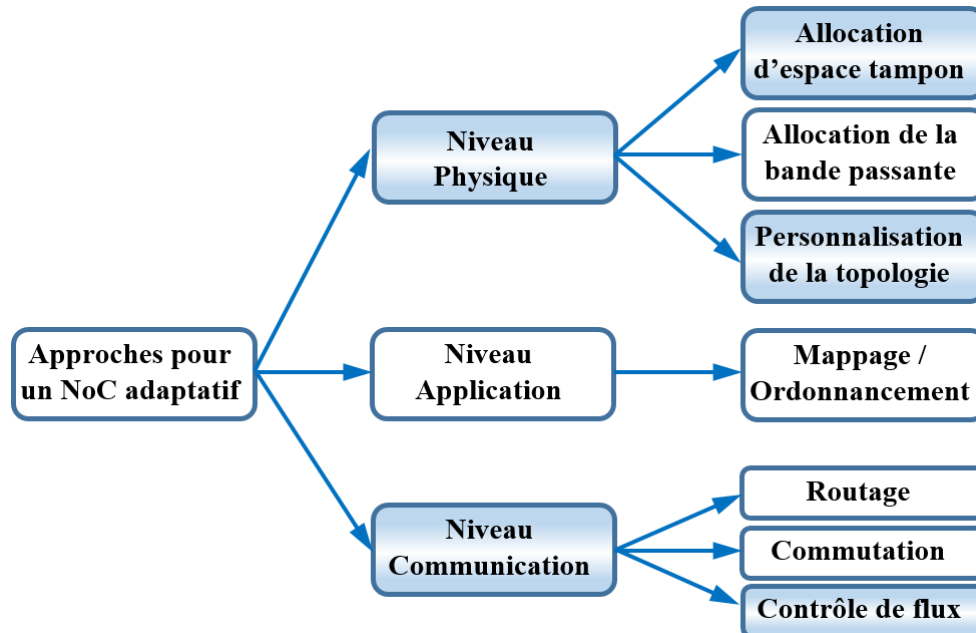 Approches pour
un NoC adaptatif
Niveau
Physique
Allocation
d’espace tampon
Allocation de la
bande passante
Personnalisation
de la topologie
Niveau
Application
Mappage /
Ordonnancement
Niveau
Communication
Routage
Commutation
Contrôle de flux